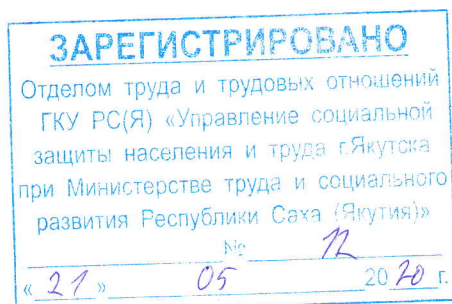 ЗАРЕГИСТРИРОВАНО
Отделом труда и трудовых отношений
ГКУ РС(Я) «Управление социальной
защиты населения и труда г.Якутска
при Министерстве труда и социального
развития Республики Саха (Якутия)»
№ 12
« 21 » 05 2020 г.